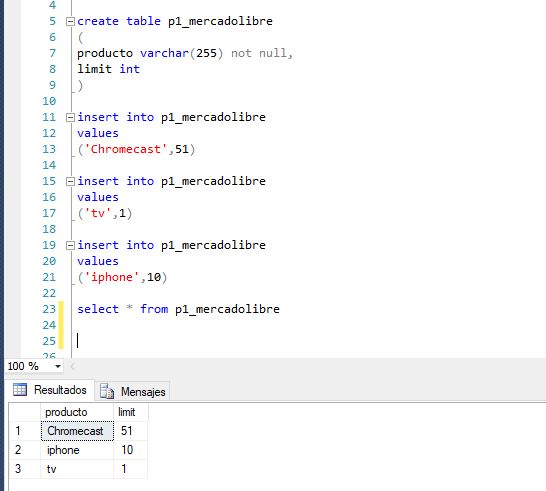 4
5 create table p1_mercadolibre
6 (
7 producto varchar(255) not null,
8 limit int
9 )
10
11 insert into p1_mercadolibre
12 values
13 ('Chromecast',51)
14
15 insert into p1_mercadolibre
16 values
17 ('tv',1)
18
19 insert into p1_mercadolibre
20 values
21 ('iphone',10)
22
23 select * from p1_mercadolibre
24
25
26
100 %
Resultados Mensajes
producto limit
1 Chromecast 51
2 iphone 10
3 tv 1